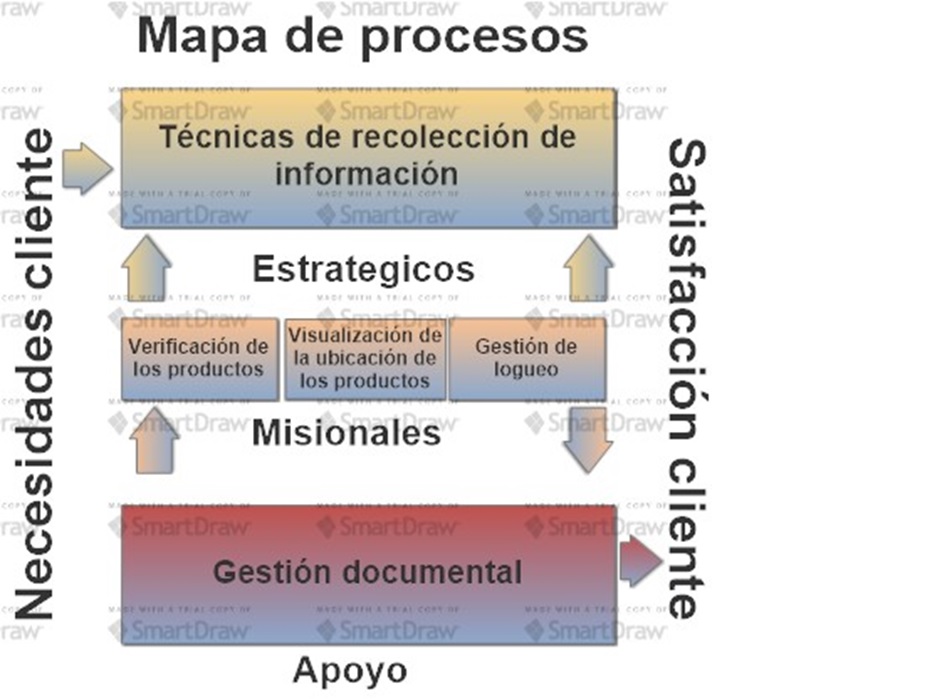 Mapa de procesos
Necesidades cliente
Técnicas de recolección de
información
Estrategicos
Verificación de
los productos
Visualización de
la ubicación de
los productos
Gestión de
logueo
Misionales
Gestión documental
Apoyo
Satisfacción cliente
MADE WITH A TRIAL COPY OF
SmartDraw